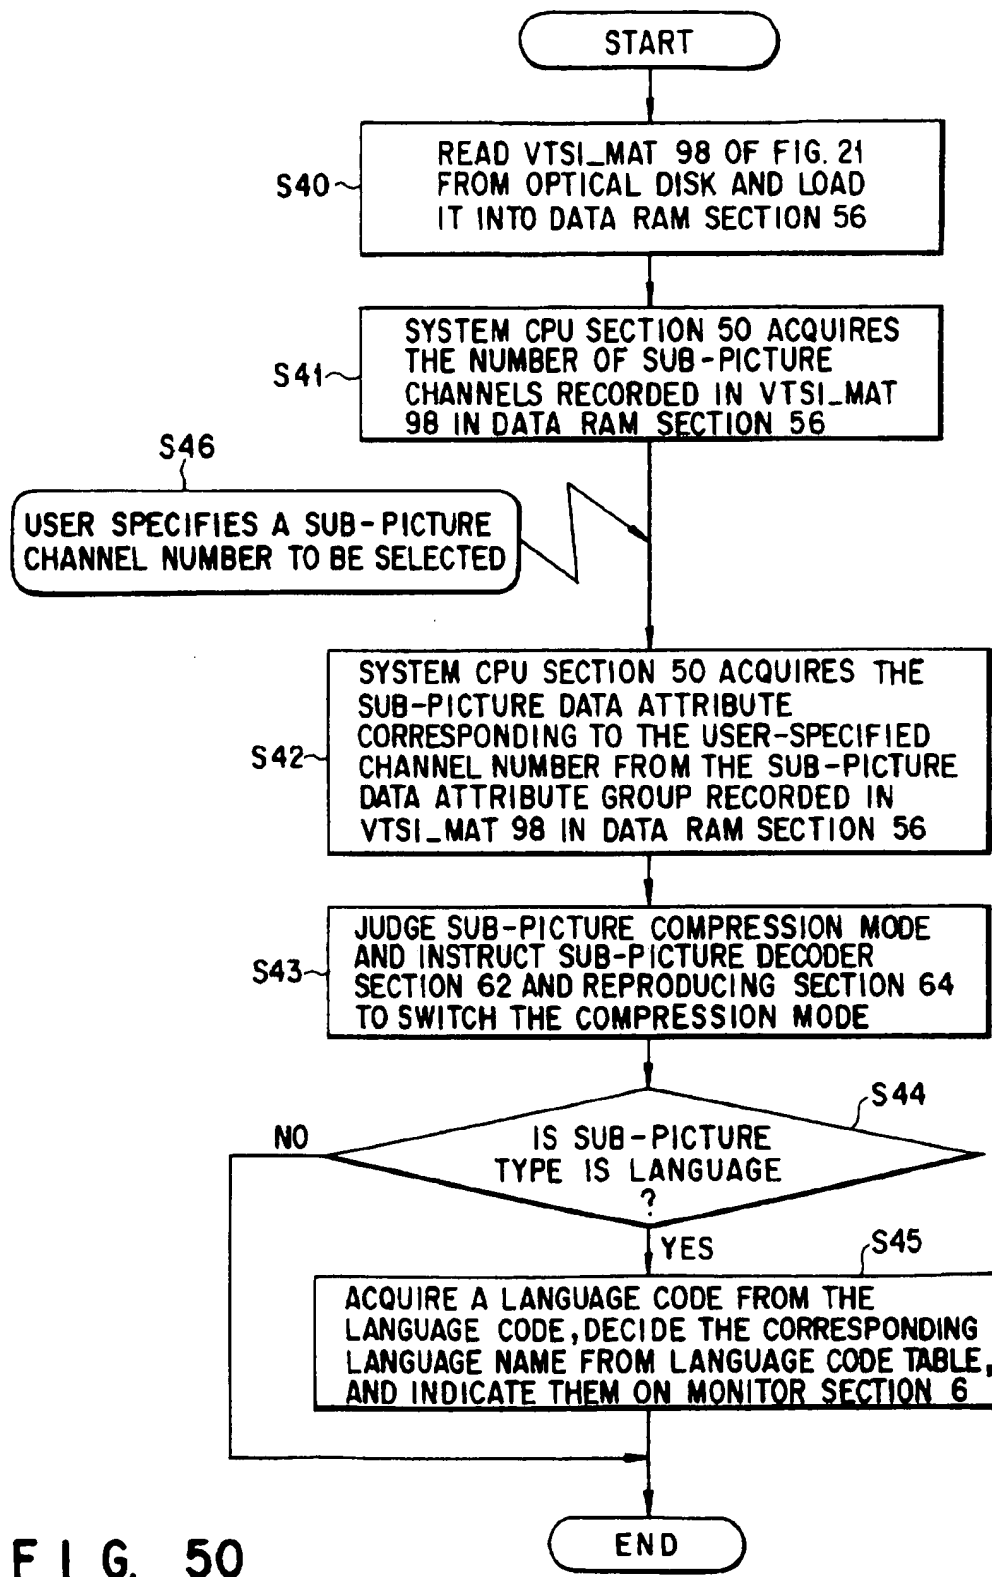 START
S40
READ VTSI_MAT 98 OF FIG. 21
FROM OPTICAL DISK AND LOAD
IT INTO DATA RAM SECTION 56
S41
SYSTEM CPU SECTION 50 ACQUIRES
THE NUMBER OF SUB-PICTURE
CHANNELS RECORDED IN VTSI_MAT
98 IN DATA RAM SECTION 56
S46
USER SPECIFIES A SUB-PICTURE
CHANNEL NUMBER TO BE SELECTED
S42
SYSTEM CPU SECTION 50 ACQUIRES THE
SUB-PICTURE DATA ATTRIBUTE
CORRESPONDING TO THE USER-SPECIFIED
CHANNEL NUMBER FROM THE SUB-PICTURE
DATA ATTRIBUTE GROUP RECORDED IN
VTSI_MAT 98 IN DATA RAM SECTION 56
S43
JUDGE SUB-PICTURE COMPRESSION MODE
AND INSTRUCT SUB-PICTURE DECODER
SECTION 62 AND REPRODUCING SECTION 64
TO SWITCH THE COMPRESSION MODE
S44
NO
IS SUB-PICTURE
TYPE IS LANGUAGE
?
YES
S45
ACQUIRE A LANGUAGE CODE FROM THE
LANGUAGE CODE, DECIDE THE CORRESPONDING
LANGUAGE NAME FROM LANGUAGE CODE TABLE,
AND INDICATE THEM ON MONITOR SECTION 6
END
FIG. 50